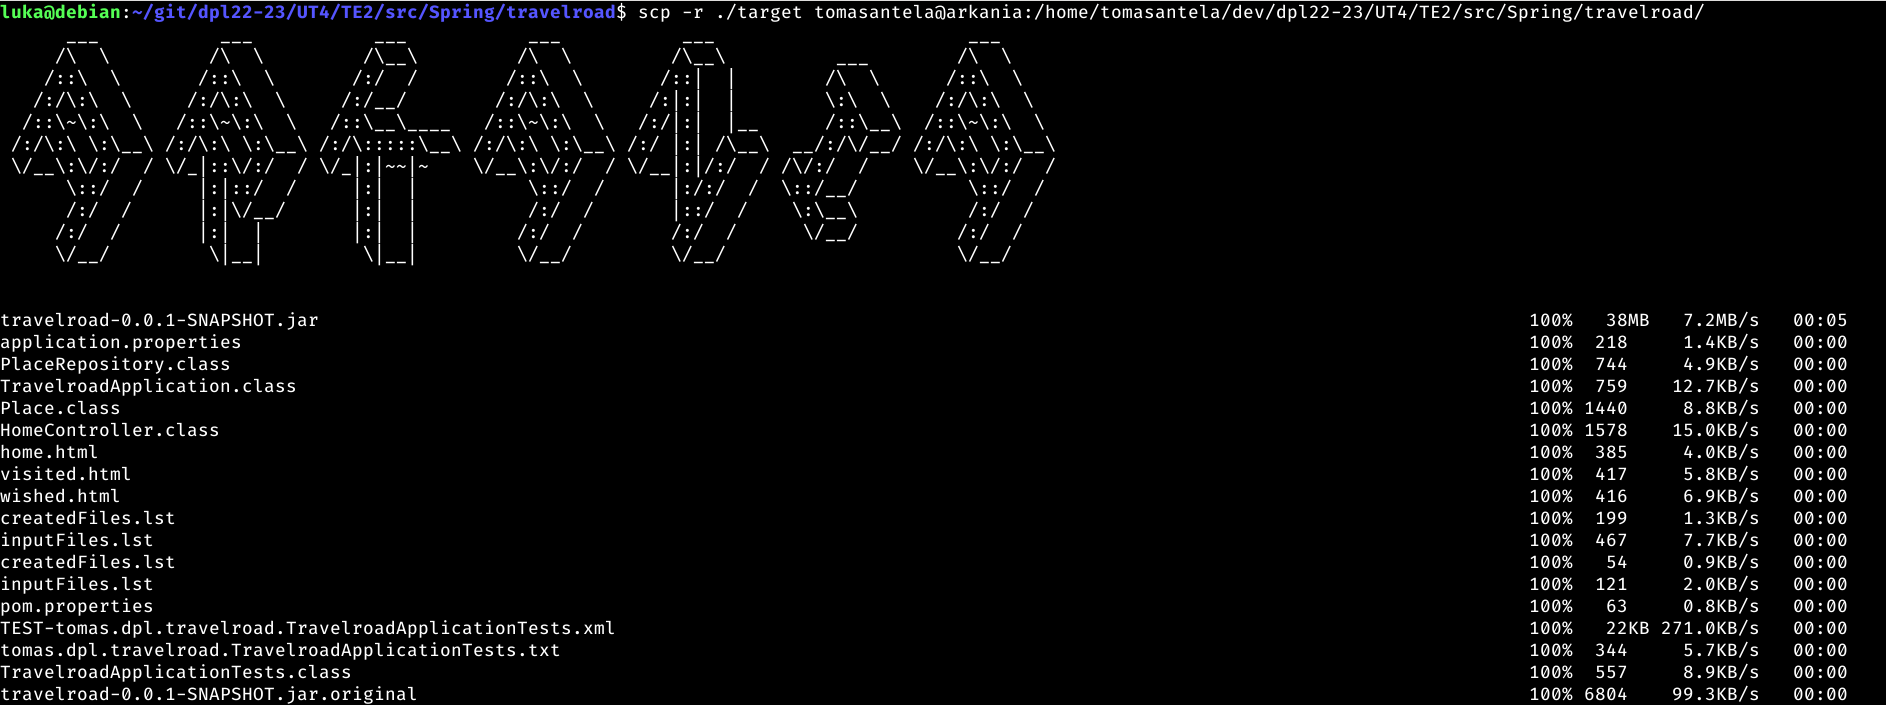 luka@debian:~/git/dpl22-23/UT4/TE2/src/Spring/travelroad$ scp -r ./target tomasantela@arkania:/home/tomasantela/dev/dpl22-23/UT4/TE2/src/Spring/travelroad/
ARKANIA
travelroad-0.0.1-SNAPSHOT.jar 100% 38MB 7.2MB/s 00:05
application.properties 100% 218 1.4KB/s 00:00
PlaceRepository.class 100% 744 4.9KB/s 00:00
TravelroadApplication.class 100% 759 12.7KB/s 00:00
Place.class 100% 1440 8.8KB/s 00:00
HomeController.class 100% 1578 15.0KB/s 00:00
home.html 100% 385 4.0KB/s 00:00
visited.html 100% 417 5.8KB/s 00:00
wished.html 100% 416 6.9KB/s 00:00
createdFiles.lst 100% 199 1.3KB/s 00:00
inputFiles.lst 100% 467 7.7KB/s 00:00
createdFiles.lst 100% 54 0.9KB/s 00:00
inputFiles.lst 100% 121 2.0KB/s 00:00
pom.properties 100% 63 0.8KB/s 00:00
TEST-tomas.dpl.travelroad.TravelroadApplicationTests.xml 100% 22KB 271.0KB/s 00:00
tomas.dpl.travelroad.TravelroadApplicationTests.txt 100% 344 5.7KB/s 00:00
TravelroadApplicationTests.class 100% 557 8.9KB/s 00:00
travelroad-0.0.1-SNAPSHOT.jar.original 100% 6804 99.3KB/s 00:00